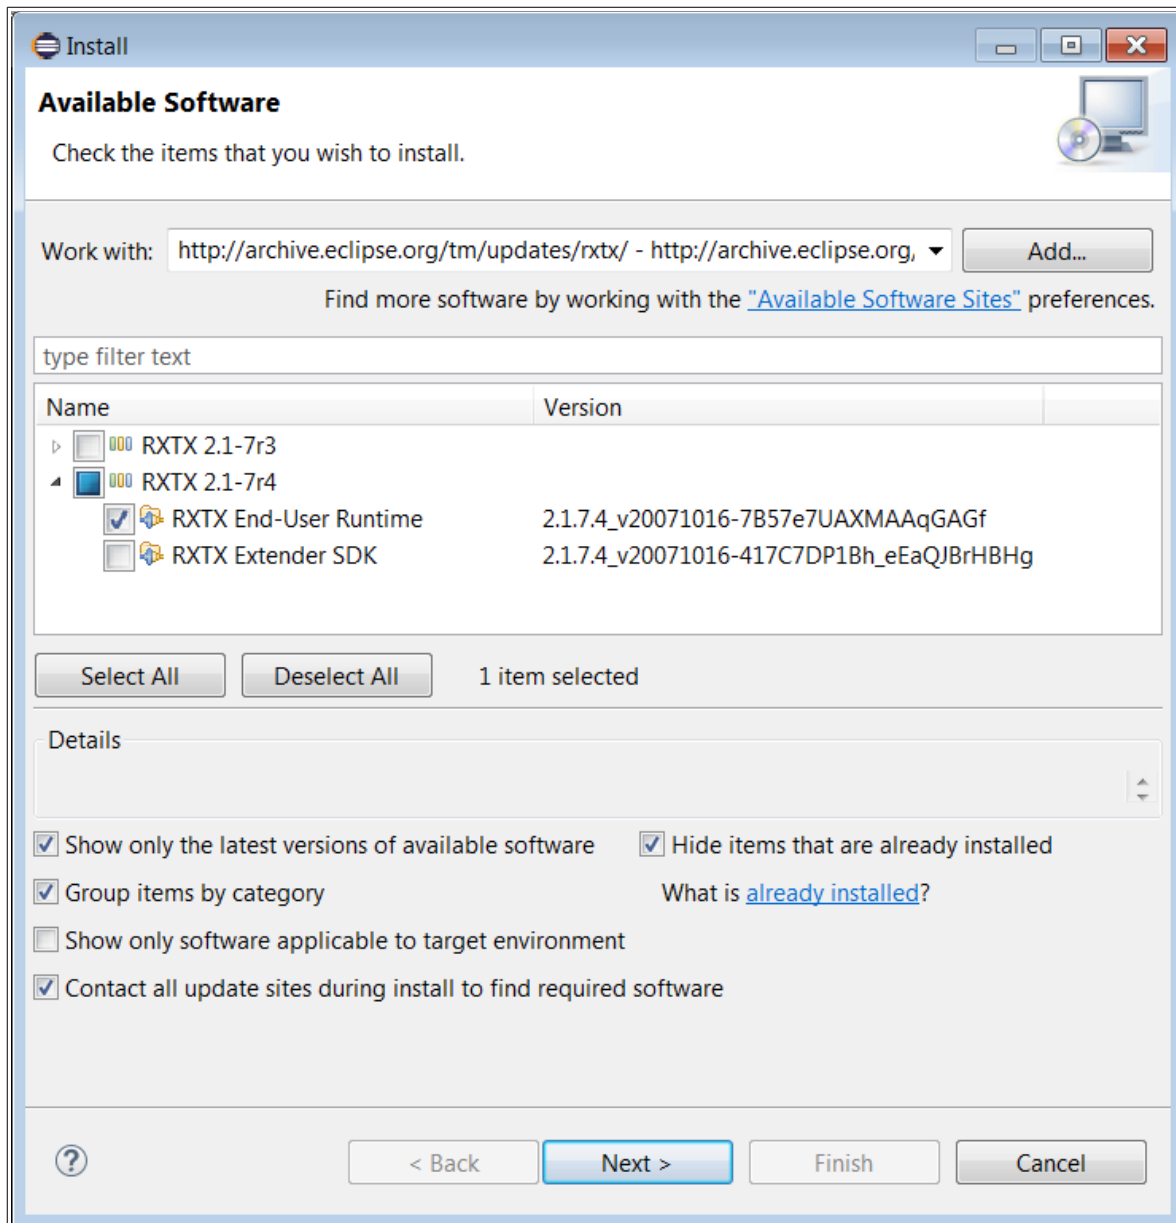 Install
Available Software
Check the items that you wish to install.
Work with: http://archive.eclipse.org/tm/updates/rxtx/ - http://archive.eclipse.org, Add...
Find more software by working with the "Available Software Sites" preferences.
type filter text
Name Version
RXTX 2.1-7r3
RXTX 2.1-7r4
RXTX End-User Runtime 2.1.7.4_v20071016-7B57e7UAXMAAqGAGf
RXTX Extender SDK 2.1.7.4_v20071016-417C7DP1Bh_eEaQJBrHBHg
Select All Deselect All 1 item selected
Details
Show only the latest versions of available software Hide items that are already installed
Group items by category What is already installed?
Show only software applicable to target environment
Contact all update sites during install to find required software
? < Back Next > Finish Cancel